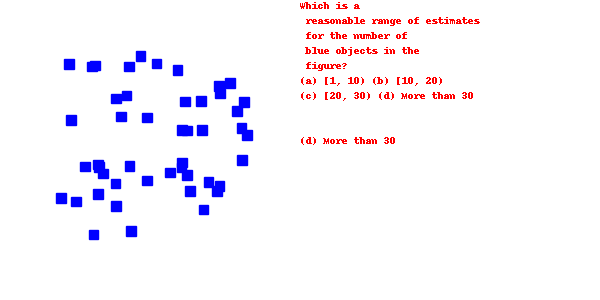 Which is a
reasonable range of estimates
for the number of
blue objects in the
figure?
(a) [1, 10) (b) [10, 20)
(c) [20, 30) (d) More than 30
(d) More than 30